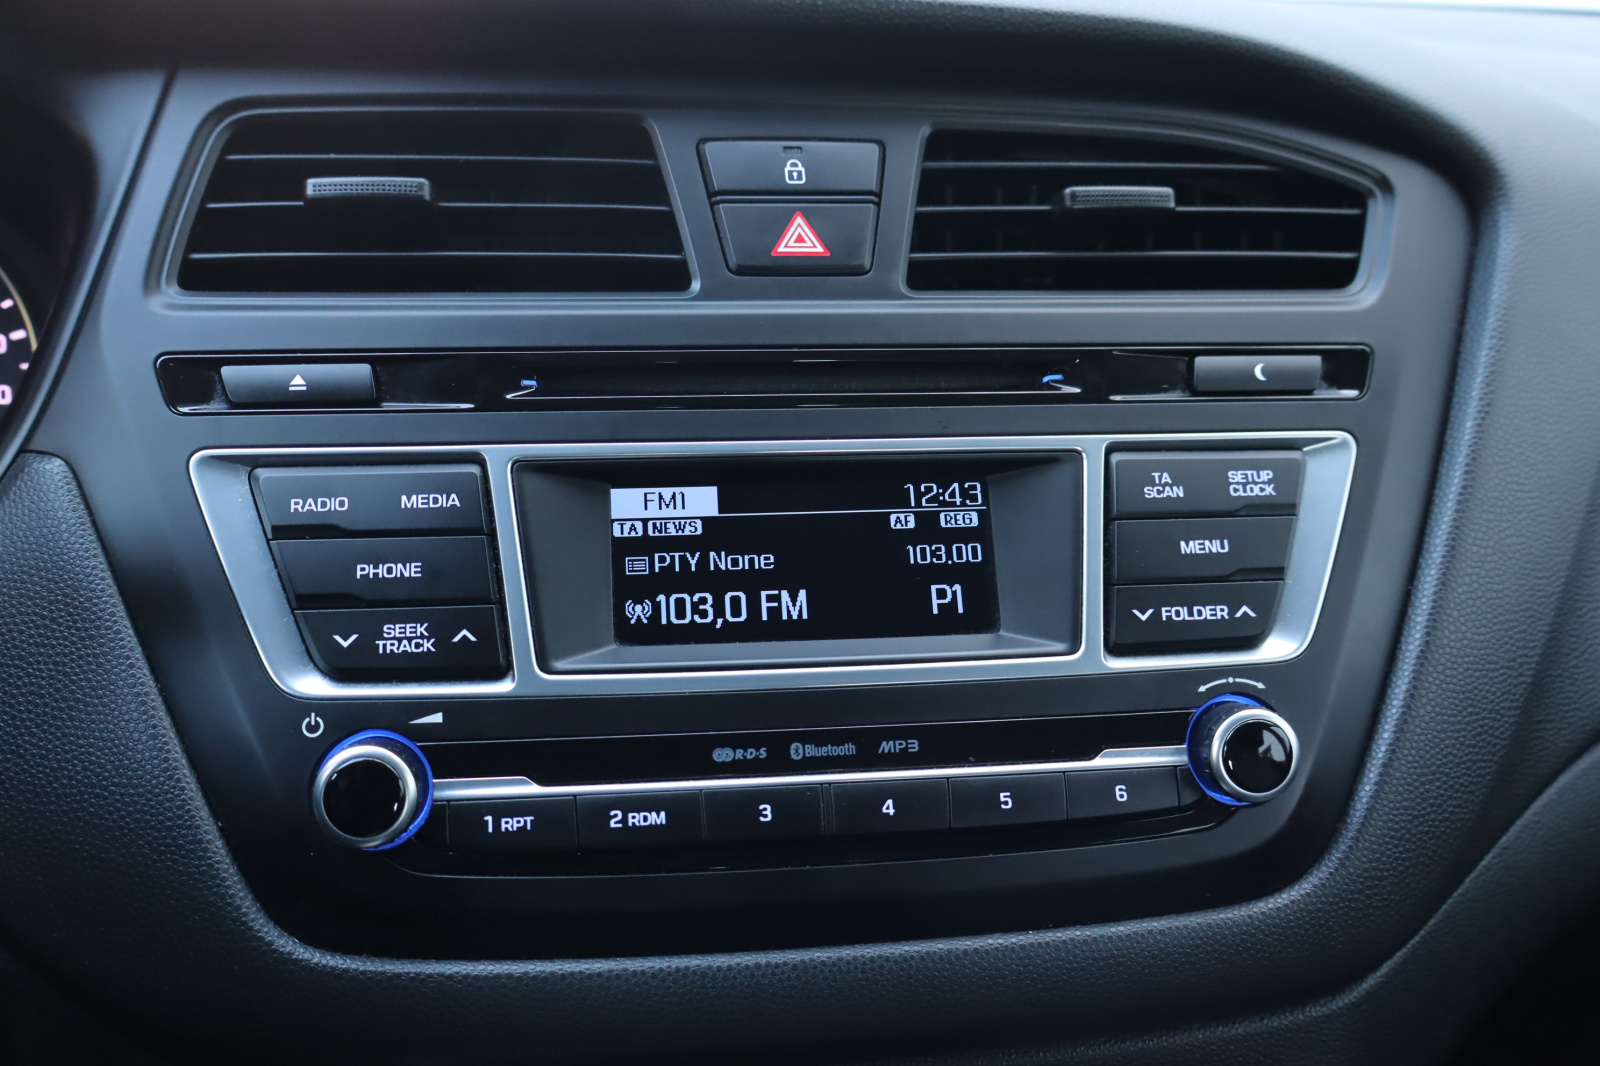 RADIO
MEDIA
PHONE
SEEK
TRACK
FM1
12:43
TA NEWS
AF REG
PTY None
103,00
103,0 FM
P1
TA
SCAN
SETUP
CLOCK
MENU
FOLDER
R·D·S
Bluetooth
MP3
1 RPT
2 RDM
3
4
5
6